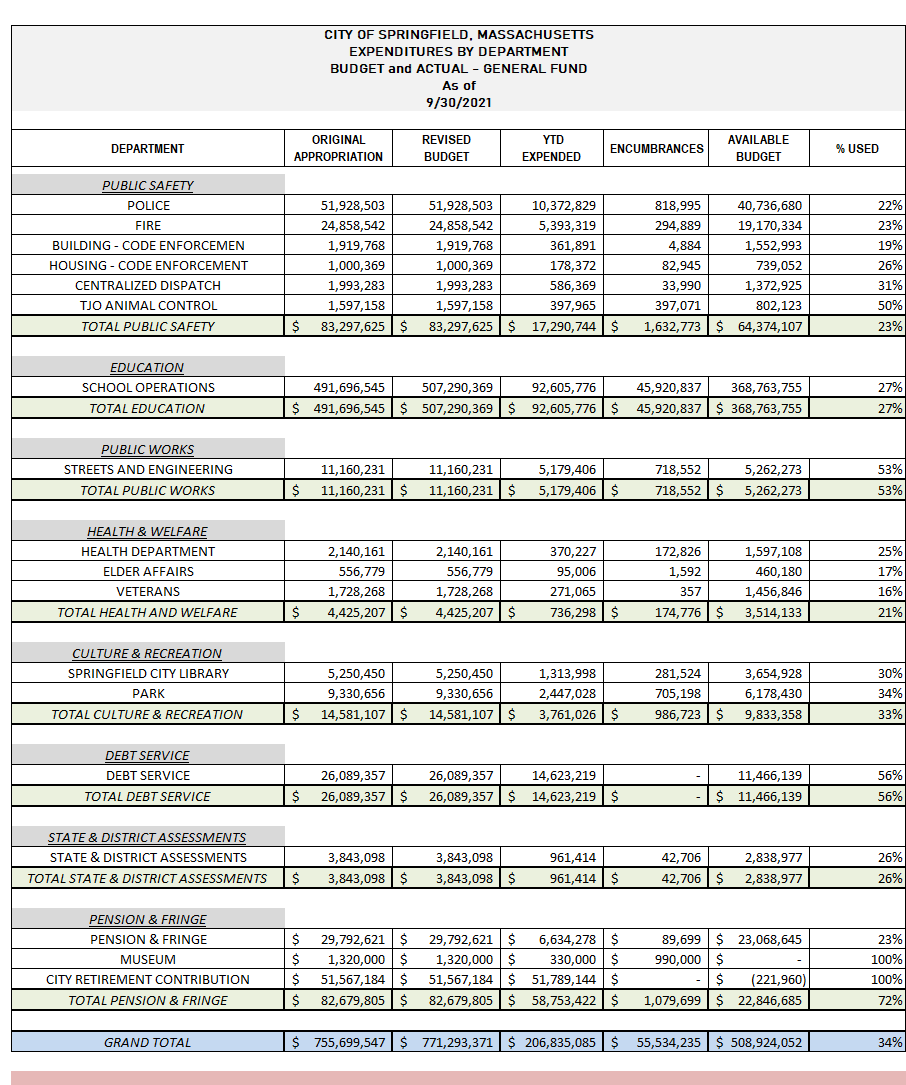 CITY OF SPRINGFIELD, MASSACHUSETTS
EXPENDITURES BY DEPARTMENT
BUDGET and ACTUAL - GENERAL FUND
As of
9/30/2021
DEPARTMENT ORIGINAL APPROPRIATION REVISED BUDGET YTD EXPENDED ENCUMBRANCES AVAILABLE BUDGET % USED
PUBLIC SAFETY
POLICE 51,928,503 51,928,503 10,372,829 818,995 40,736,680 22%
FIRE 24,858,542 24,858,542 5,393,319 294,889 19,170,334 23%
BUILDING - CODE ENFORCEMEN 1,919,768 1,919,768 361,891 4,884 1,552,993 19%
HOUSING - CODE ENFORCEMENT 1,000,369 1,000,369 178,372 82,945 739,052 26%
CENTRALIZED DISPATCH 1,993,283 1,993,283 586,369 33,990 1,372,925 31%
TJO ANIMAL CONTROL 1,597,158 1,597,158 397,965 397,071 802,123 50%
TOTAL PUBLIC SAFETY $ 83,297,625 $ 83,297,625 $ 17,290,744 $ 1,632,773 $ 64,374,107 23%
EDUCATION
SCHOOL OPERATIONS 491,696,545 507,290,369 92,605,776 45,920,837 368,763,755 27%
TOTAL EDUCATION $ 491,696,545 $ 507,290,369 $ 92,605,776 $ 45,920,837 $ 368,763,755 27%
PUBLIC WORKS
STREETS AND ENGINEERING 11,160,231 11,160,231 5,179,406 718,552 5,262,273 53%
TOTAL PUBLIC WORKS $ 11,160,231 $ 11,160,231 $ 5,179,406 $ 718,552 $ 5,262,273 53%
HEALTH & WELFARE
HEALTH DEPARTMENT 2,140,161 2,140,161 370,227 172,826 1,597,108 25%
ELDER AFFAIRS 556,779 556,779 95,006 1,592 460,180 17%
VETERANS 1,728,268 1,728,268 271,065 357 1,456,846 16%
TOTAL HEALTH AND WELFARE $ 4,425,207 $ 4,425,207 $ 736,298 $ 174,776 $ 3,514,133 21%
CULTURE & RECREATION
SPRINGFIELD CITY LIBRARY 5,250,450 5,250,450 1,313,998 281,524 3,654,928 30%
PARK 9,330,656 9,330,656 2,447,028 705,198 6,178,430 34%
TOTAL CULTURE & RECREATION $ 14,581,107 $ 14,581,107 $ 3,761,026 $ 986,723 $ 9,833,358 33%
DEBT SERVICE
DEBT SERVICE 26,089,357 26,089,357 14,623,219 - 11,466,139 56%
TOTAL DEBT SERVICE $ 26,089,357 $ 26,089,357 $ 14,623,219 $ - $ 11,466,139 56%
STATE & DISTRICT ASSESSMENTS
STATE & DISTRICT ASSESSMENTS 3,843,098 3,843,098 961,414 42,706 2,838,977 26%
TOTAL STATE & DISTRICT ASSESSMENTS $ 3,843,098 $ 3,843,098 $ 961,414 $ 42,706 $ 2,838,977 26%
PENSION & FRINGE
PENSION & FRINGE $ 29,792,621 $ 29,792,621 $ 6,634,278 $ 89,699 $ 23,068,645 23%
MUSEUM $ 1,320,000 $ 1,320,000 $ 330,000 $ 990,000 $ - 100%
CITY RETIREMENT CONTRIBUTION $ 51,567,184 $ 51,567,184 $ 51,789,144 $ - $ (221,960) 100%
TOTAL PENSION & FRINGE $ 82,679,805 $ 82,679,805 $ 58,753,422 $ 1,079,699 $ 22,846,685 72%
GRAND TOTAL $ 755,699,547 $ 771,293,371 $ 206,835,085 $ 55,534,235 $ 508,924,052 34%